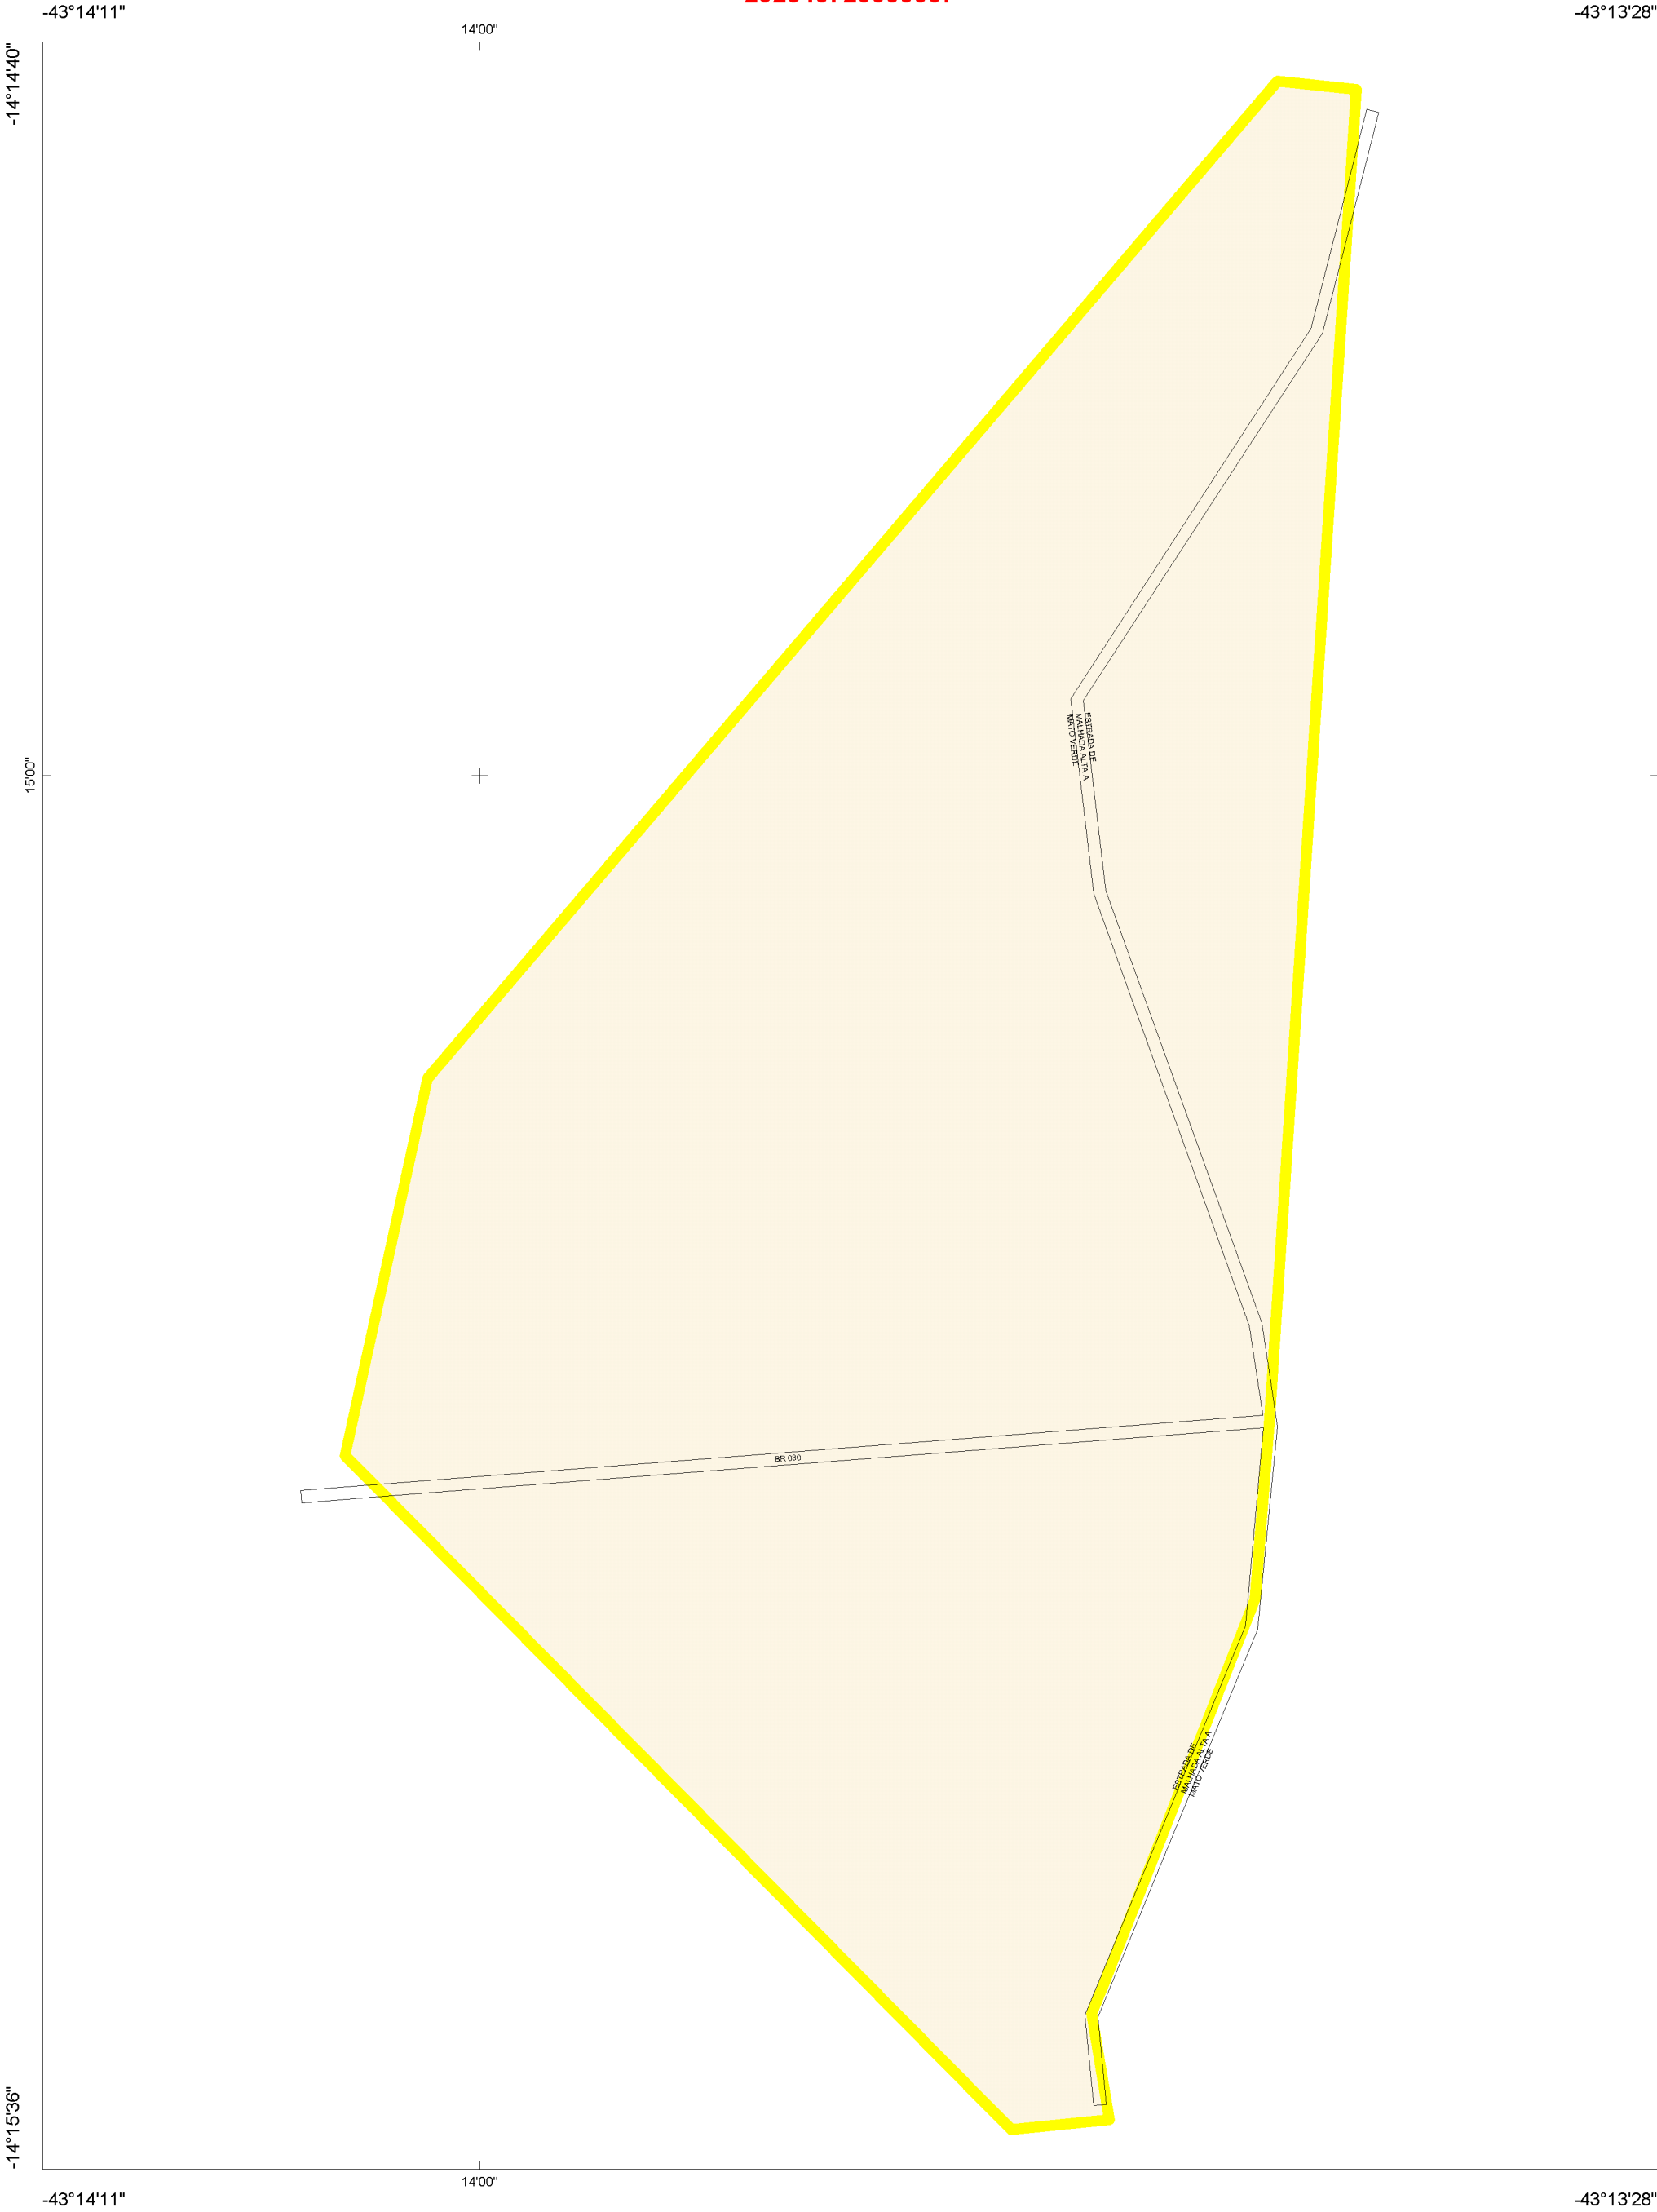 -43°14'11"
-43°13'28"
14'00"
-14°14'40"
ESTRADA DE
MALHADA ALTA A
MATO VERDE
15'00"
BR 030
ESTRADA DE
MALHADA ALTA A
MATO VERDE
-14°15'36"
14'00"
-43°14'11"
-43°13'28"